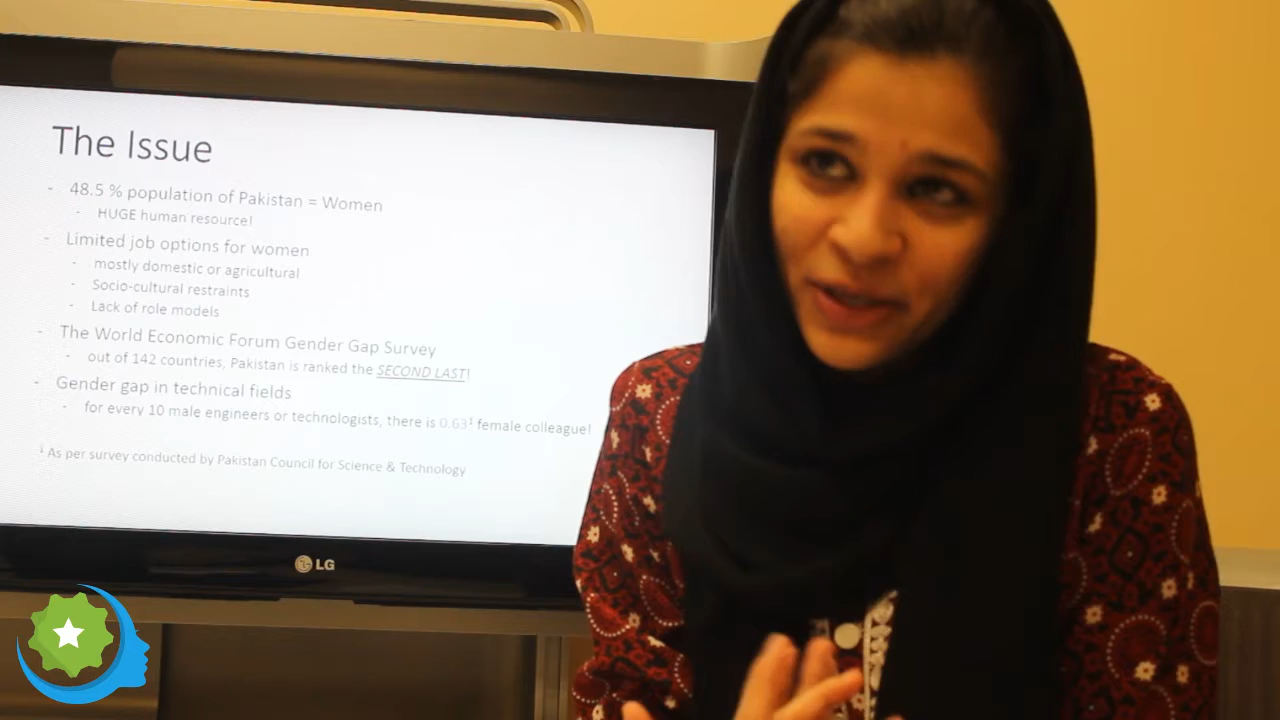 The Issue
- 48.5 % population of Pakistan = Women
- HUGE human resource!
- Limited job options for women
- mostly domestic or agricultural
- Socio-cultural restraints
- Lack of role models
- The World Economic Forum Gender Gap Survey
- out of 142 countries, Pakistan is ranked the SECOND LAST!
- Gender gap in technical fields
- for every 10 male engineers or technologists, there is 0.63¹ female colleague!
¹ As per survey conducted by Pakistan Council for Science & Technology
LG